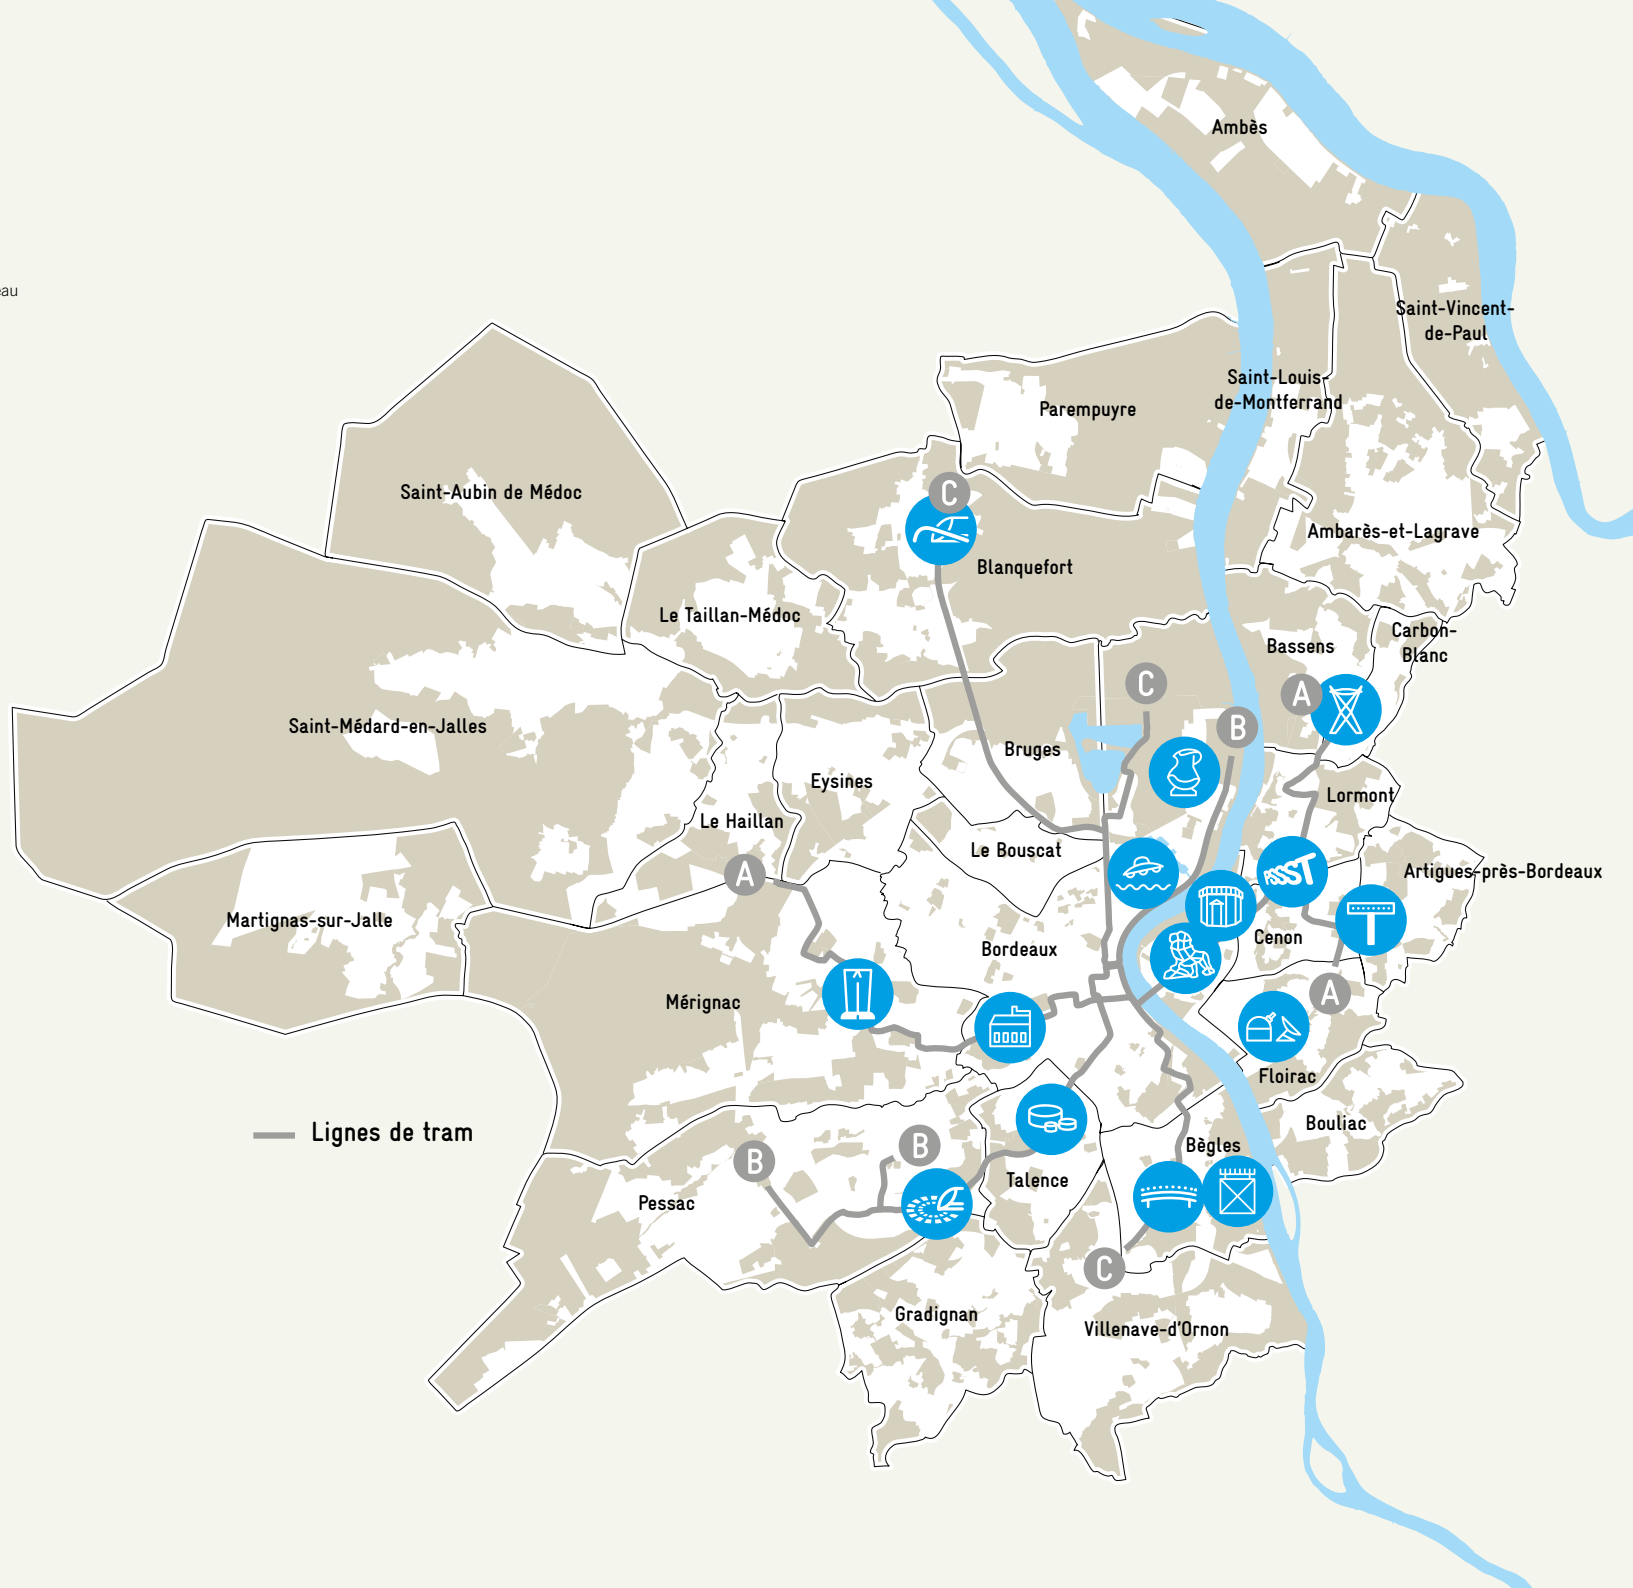 Ambès
eau
Saint-Vincent-
de-Paul
Saint-Louis-
de-Montferrand
Parempuyre
Saint-Aubin de Médoc
C
Ambarès-et-Lagrave
Blanquefort
Le Taillan-Médoc
Carbon-
Blanc
Bassens
C
A
Saint-Médard-en-Jalles
B
Bruges
Eysines
Lormont
Le Haillan
Le Bouscat
PSSST
Artigues-près-Bordeaux
A
Martignas-sur-Jalle
Cenon
Bordeaux
A
Mérignac
Floirac
Bouliac
Lignes de tram
Bègles
B
B
Talence
Pessac
C
Gradignan
Villenave-d'Ornon